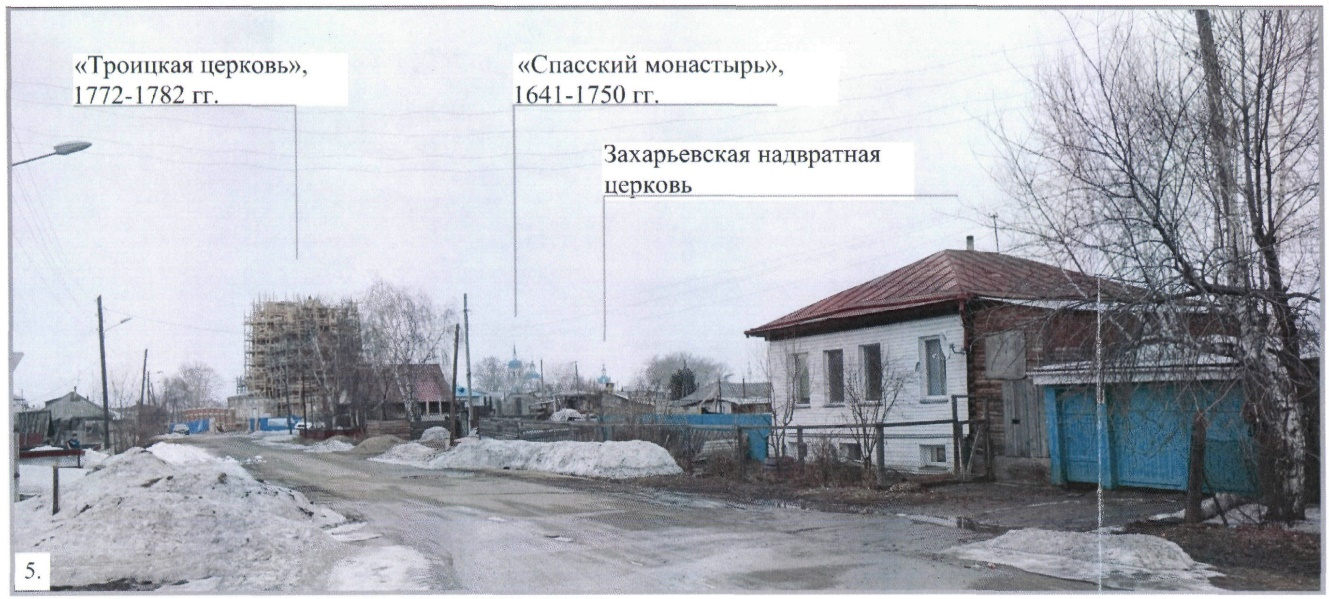 «Троицкая церковь»,
1772-1782 гг.
«Спасский монастырь»,
1641-1750 гг.
Захарьевская надвратная
церковь
5.